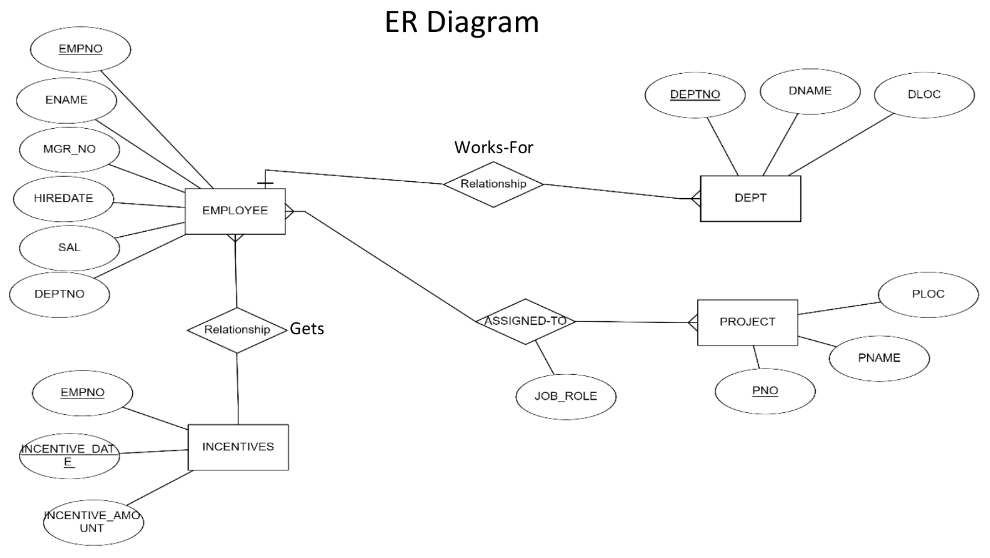 ER Diagram
EMPNO
ENAME
MGR_NO
HIREDATE
SAL
DEPTNO
EMPLOYEE
Works-For
Relationship
DEPTNO
DNAME
DLOC
DEPT
Relationship
Gets
ASSIGNED-TO
JOB_ROLE
PROJECT
PLOC
PNAME
PNO
EMPNO
INCENTIVE_DAT
E
INCENTIVE_AMO
UNT
INCENTIVES